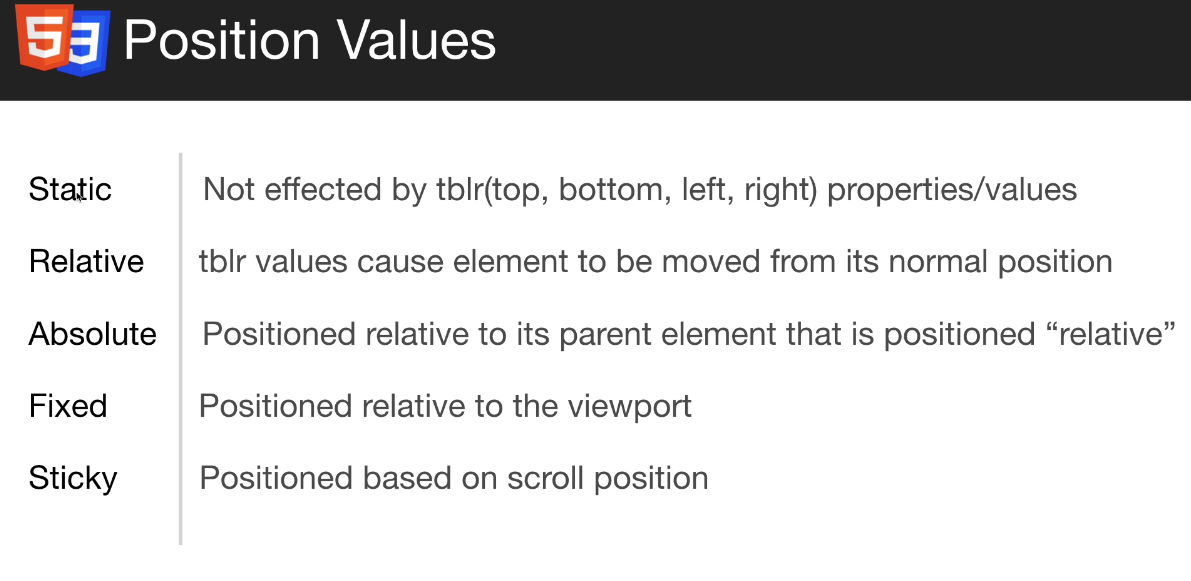 53 Position Values
Static Not effected by tblr(top, bottom, left, right) properties/values
Relative tblr values cause element to be moved from its normal position
Absolute Positioned relative to its parent element that is positioned “relative”
Fixed Positioned relative to the viewport
Sticky Positioned based on scroll position